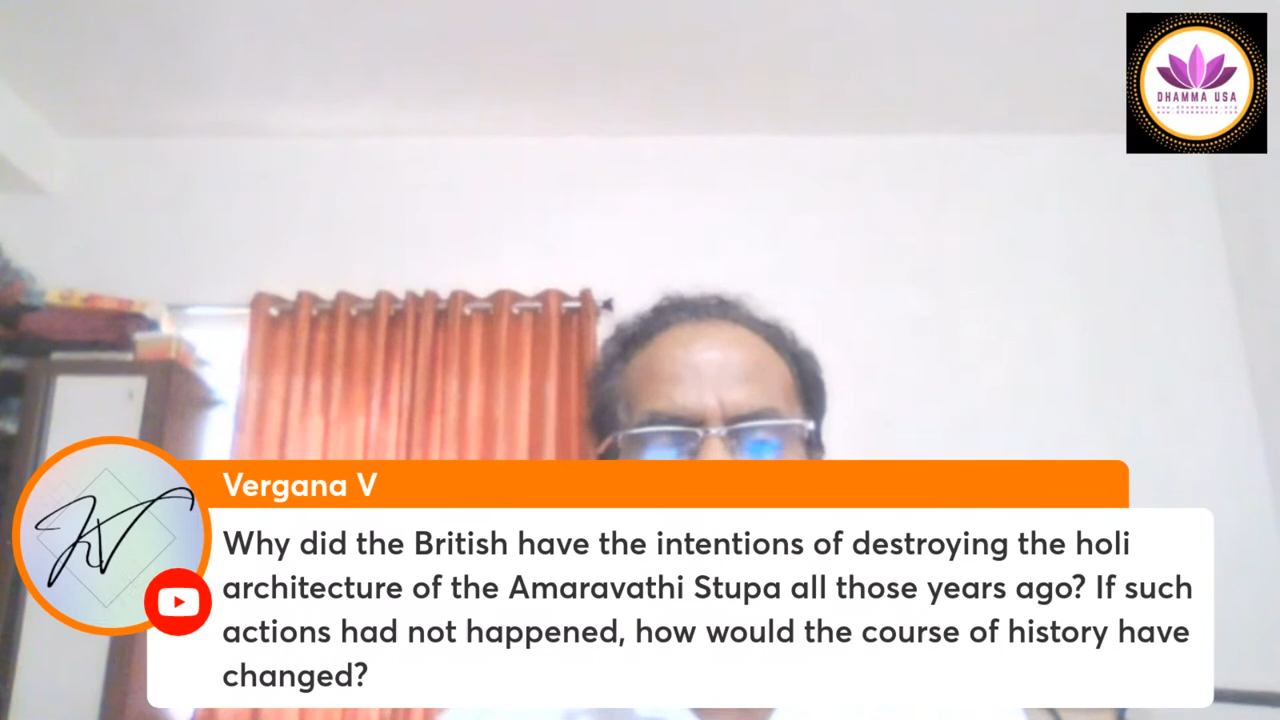 DHAMMA USA
Vergana V
Why did the British have the intentions of destroying the holi
architecture of the Amaravathi Stupa all those years ago? If such
actions had not happened, how would the course of history have
changed?